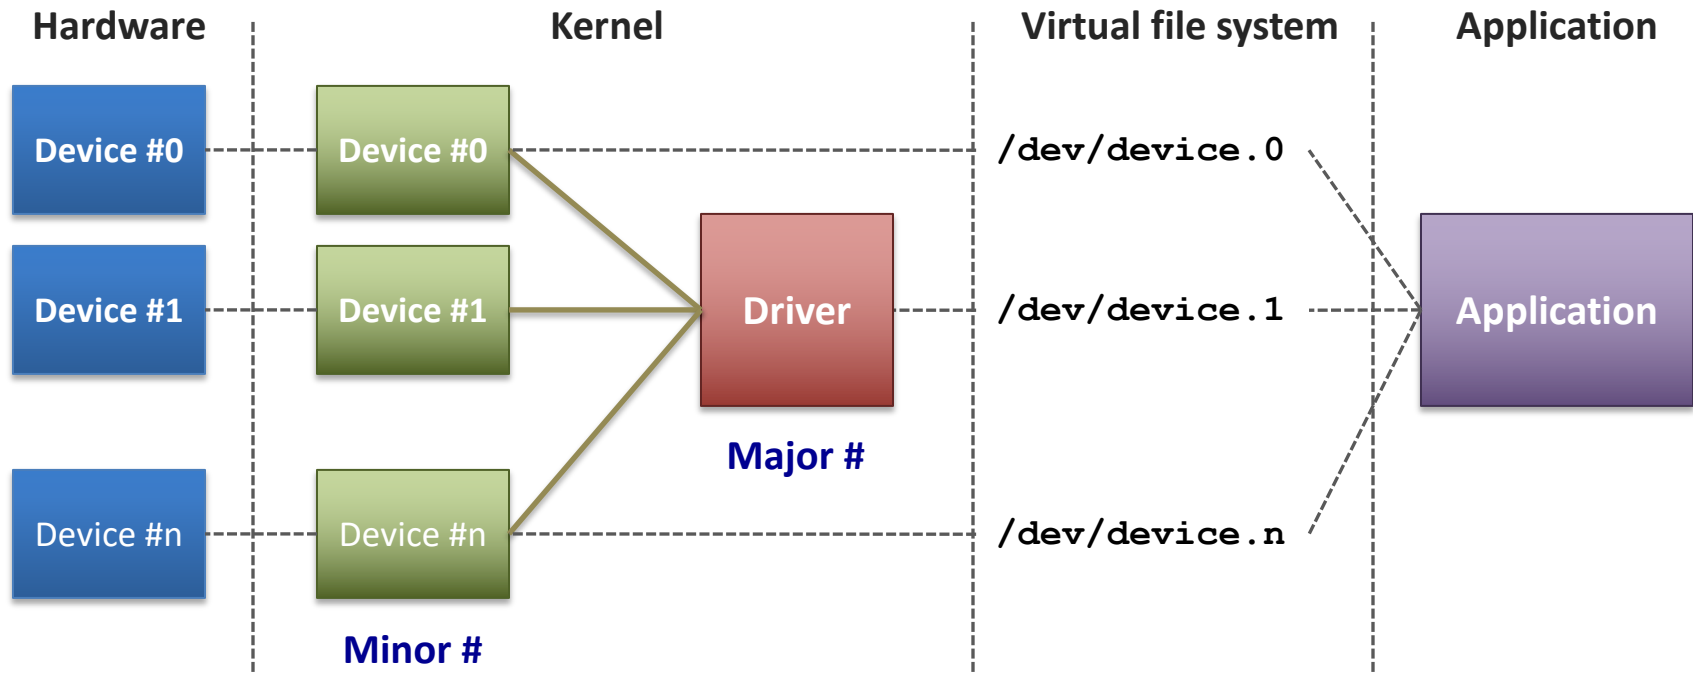 Hardware
Kernel
Virtual file system
Application
Device #0
Device #0
/dev/device.0
Device #1
Device #1
Driver
/dev/device.1
Application
Major #
Device #n
Device #n
/dev/device.n
Minor #